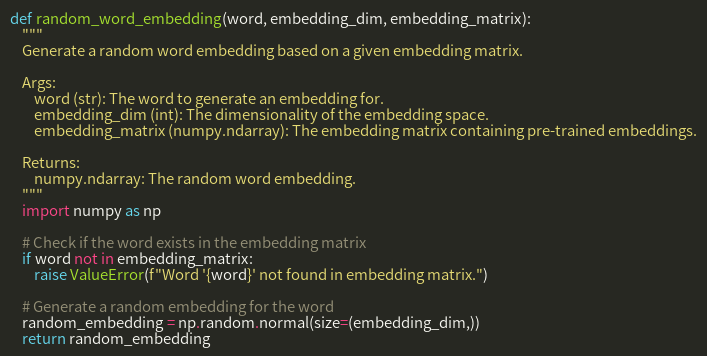 def random_word_embedding(word, embedding_dim, embedding_matrix):
"""
Generate a random word embedding based on a given embedding matrix.
Args:
word (str): The word to generate an embedding for.
embedding_dim (int): The dimensionality of the embedding space.
embedding_matrix (numpy.ndarray): The embedding matrix containing pre-trained embeddings.
Returns:
numpy.ndarray: The random word embedding.
"""
import numpy as np
# Check if the word exists in the embedding matrix
if word not in embedding_matrix:
raise ValueError(f"Word '{word}' not found in embedding matrix.")
# Generate a random embedding for the word
random_embedding = np.random.normal(size=(embedding_dim,))
return random_embedding